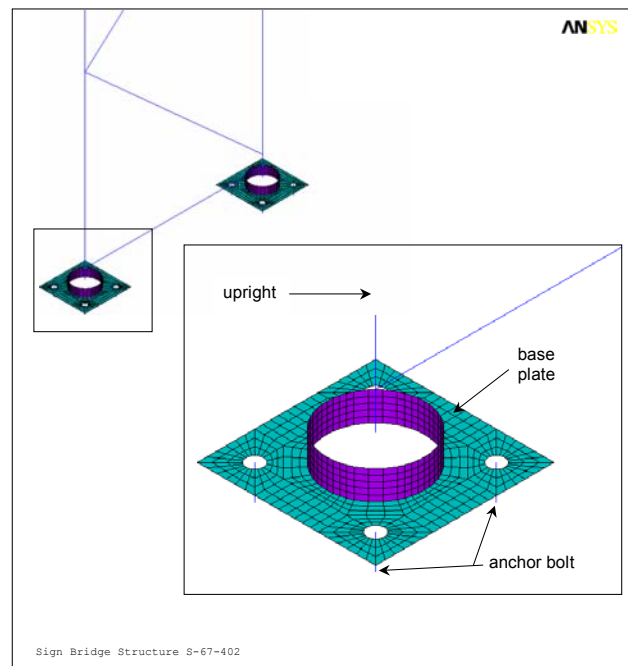 ANSYS
upright
base
plate
anchor bolt
Sign Bridge Structure S-67-402